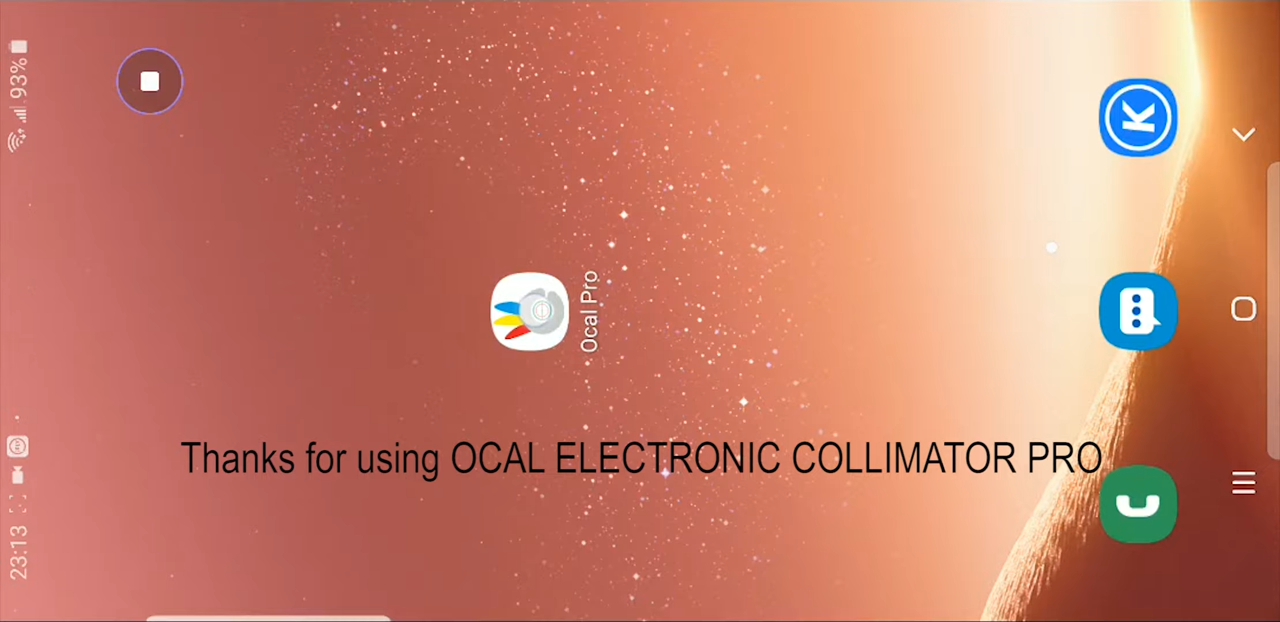 93%
23:13
Ocal Pro
K
Thanks for using OCAL ELECTRONIC COLLIMATOR PRO